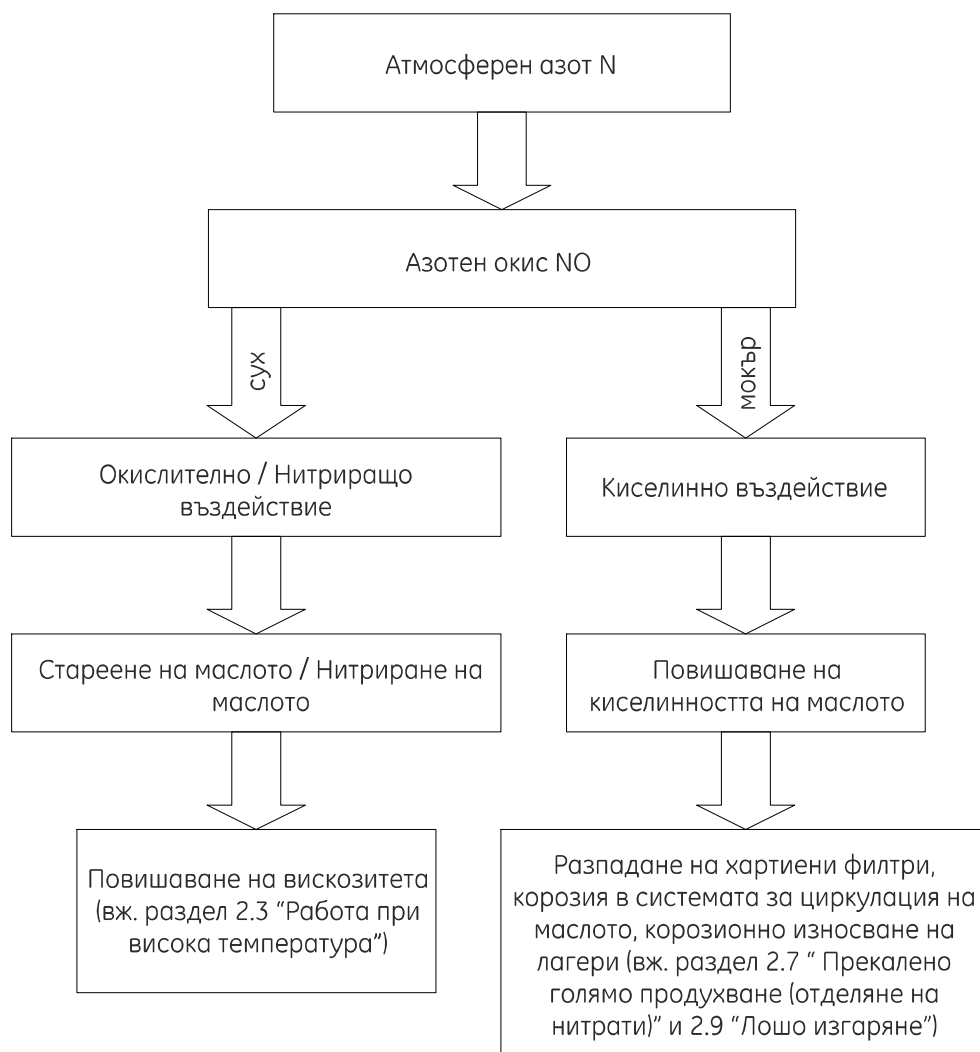 Атмосферен азот N
Азотен окис NO
сух
мокър
Окислително / Нитриращо
въздействие
Киселинно въздействие
Стареене на маслото / Нитриране на
маслото
Повишаване на
киселинността на маслото
Повишаване на вискозитета
(вж. раздел 2.3 “Работа при
висока температура”)
Разпадане на хартиени филтри,
корозия в системата за циркулация на
маслото, корозионно износване на
лагери (вж. раздел 2.7 “ Прекалено
голямо продухване (отделяне на
нитрати)” и 2.9 “Лошо изгаряне”)